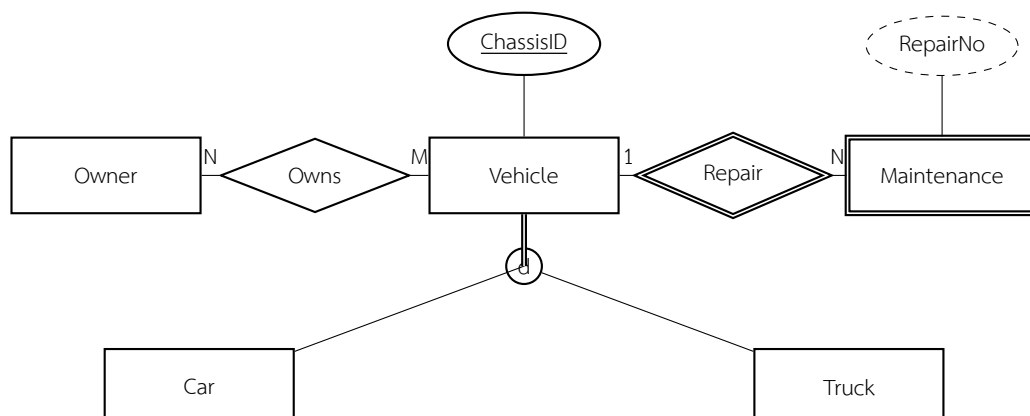 ChassisID
RepairNo
Owner
N
Owns
M
Vehicle
1
Repair
N
Maintenance
d
Car
Truck